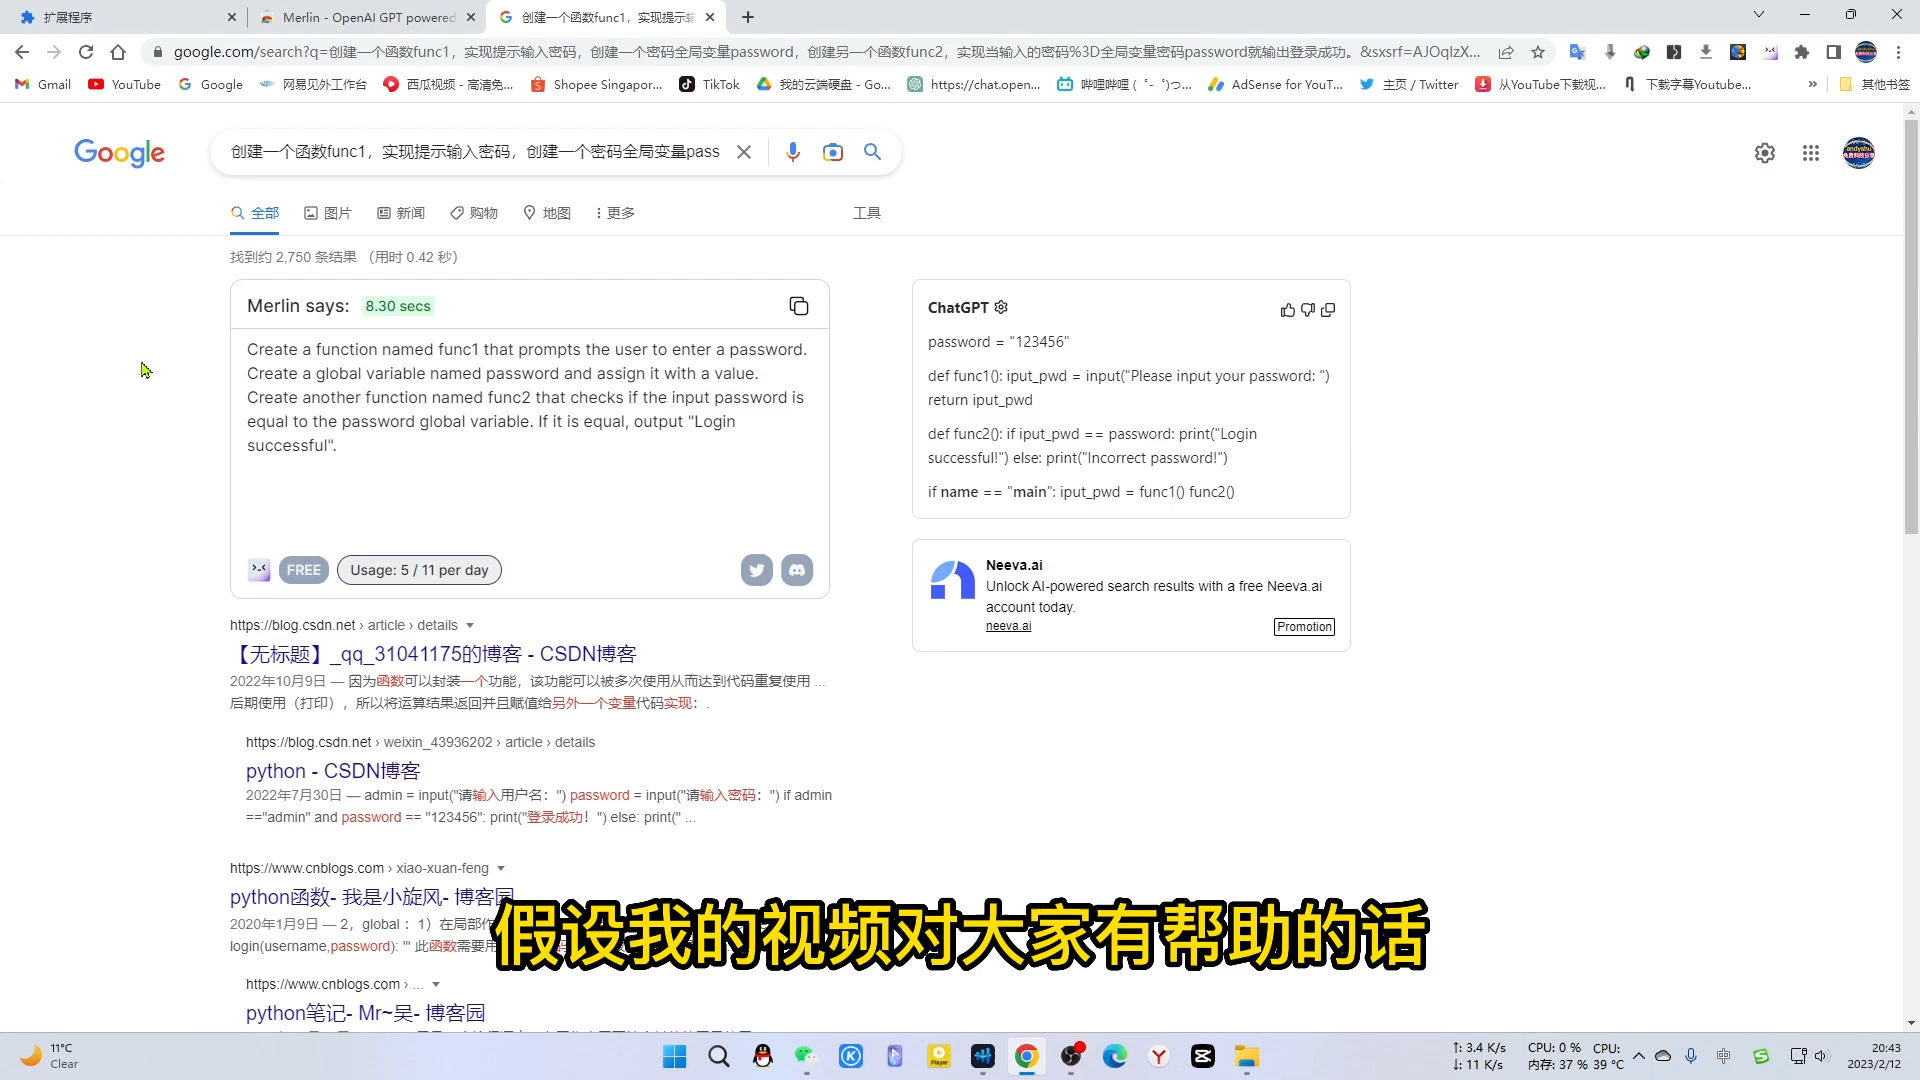 扩展程序
Merlin - OpenAI GPT powered
创建一个函数func1，实现提示输
google.com/search?q=创建一个函数func1，实现提示输入密码，创建一个密码全局变量password，创建另一个函数func2，实现当输入的密码%3D全局变量密码password就输出登录成功。&sxsrf=AJOqlzX...
Gmail
YouTube
Google
网易见外工作台
西瓜视频 - 高清免...
Shopee Singapor...
TikTok
我的云端硬盘 - Go...
https://chat.open...
哔哩哔哩 (゜-゜)つ...
AdSense for YouT...
主页 / Twitter
从YouTube下载视...
下载字幕Youtube...
»
其他书签
Google
创建一个函数func1，实现提示输入密码，创建一个密码全局变量pass
全部
图片
新闻
购物
地图
更多
工具
找到约 2,750 条结果 （用时 0.42 秒）
Merlin says: 8.30 secs
Create a function named func1 that prompts the user to enter a password.
Create a global variable named password and assign it with a value.
Create another function named func2 that checks if the input password is
equal to the password global variable. If it is equal, output "Login
successful".
FREE
Usage: 5 / 11 per day
ChatGPT
password = "123456"
def func1(): iput_pwd = input("Please input your password: ")
return iput_pwd
def func2(): if iput_pwd == password: print("Login
successful!") else: print("Incorrect password!")
if name == "main": iput_pwd = func1() func2()
Neeva.ai
Unlock AI-powered search results with a free Neeva.ai
account today.
neeva.ai
Promotion
https://blog.csdn.net › article › details
【无标题】_qq_31041175的博客 - CSDN博客
2022年10月9日 — 因为函数可以封装一个功能，该功能可以被多次使用从而达到代码重复使用 ...
后期使用（打印），所以将运算结果返回并且赋值给另外一个变量代码实现：.
https://blog.csdn.net › weixin_43936202 › article › details
python - CSDN博客
2022年7月30日 — admin = input("请输入用户名：") password = input("请输入密码：") if admin
=="admin" and password == "123456": print("登录成功！") else: print(" ...
https://www.cnblogs.com › xiao-xuan-feng
python函数- 我是小旋风- 博客园
2020年1月9日 — 2，global ：1）在局部作
login(username,password): ''' 此函数需要用
假设我的视频对大家有帮助的话
https://www.cnblogs.com › ...
python笔记- Mr~吴- 博客园
11°C
Clear
Player
↑: 3.4 K/s
↓: 11 K/s
CPU: 0 %
内存: 37 %
CPU:
39 °C
中
20:43
2023/2/12